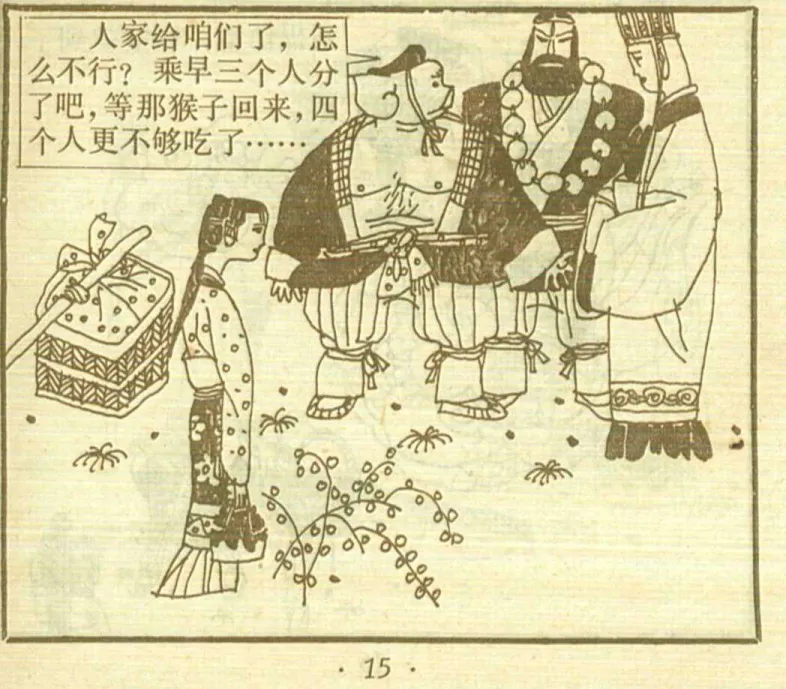 人家给咱们了，怎
么不行？乘早三个人分
了吧，等那猴子回来，四
个人更不够吃了……
· 15 ·